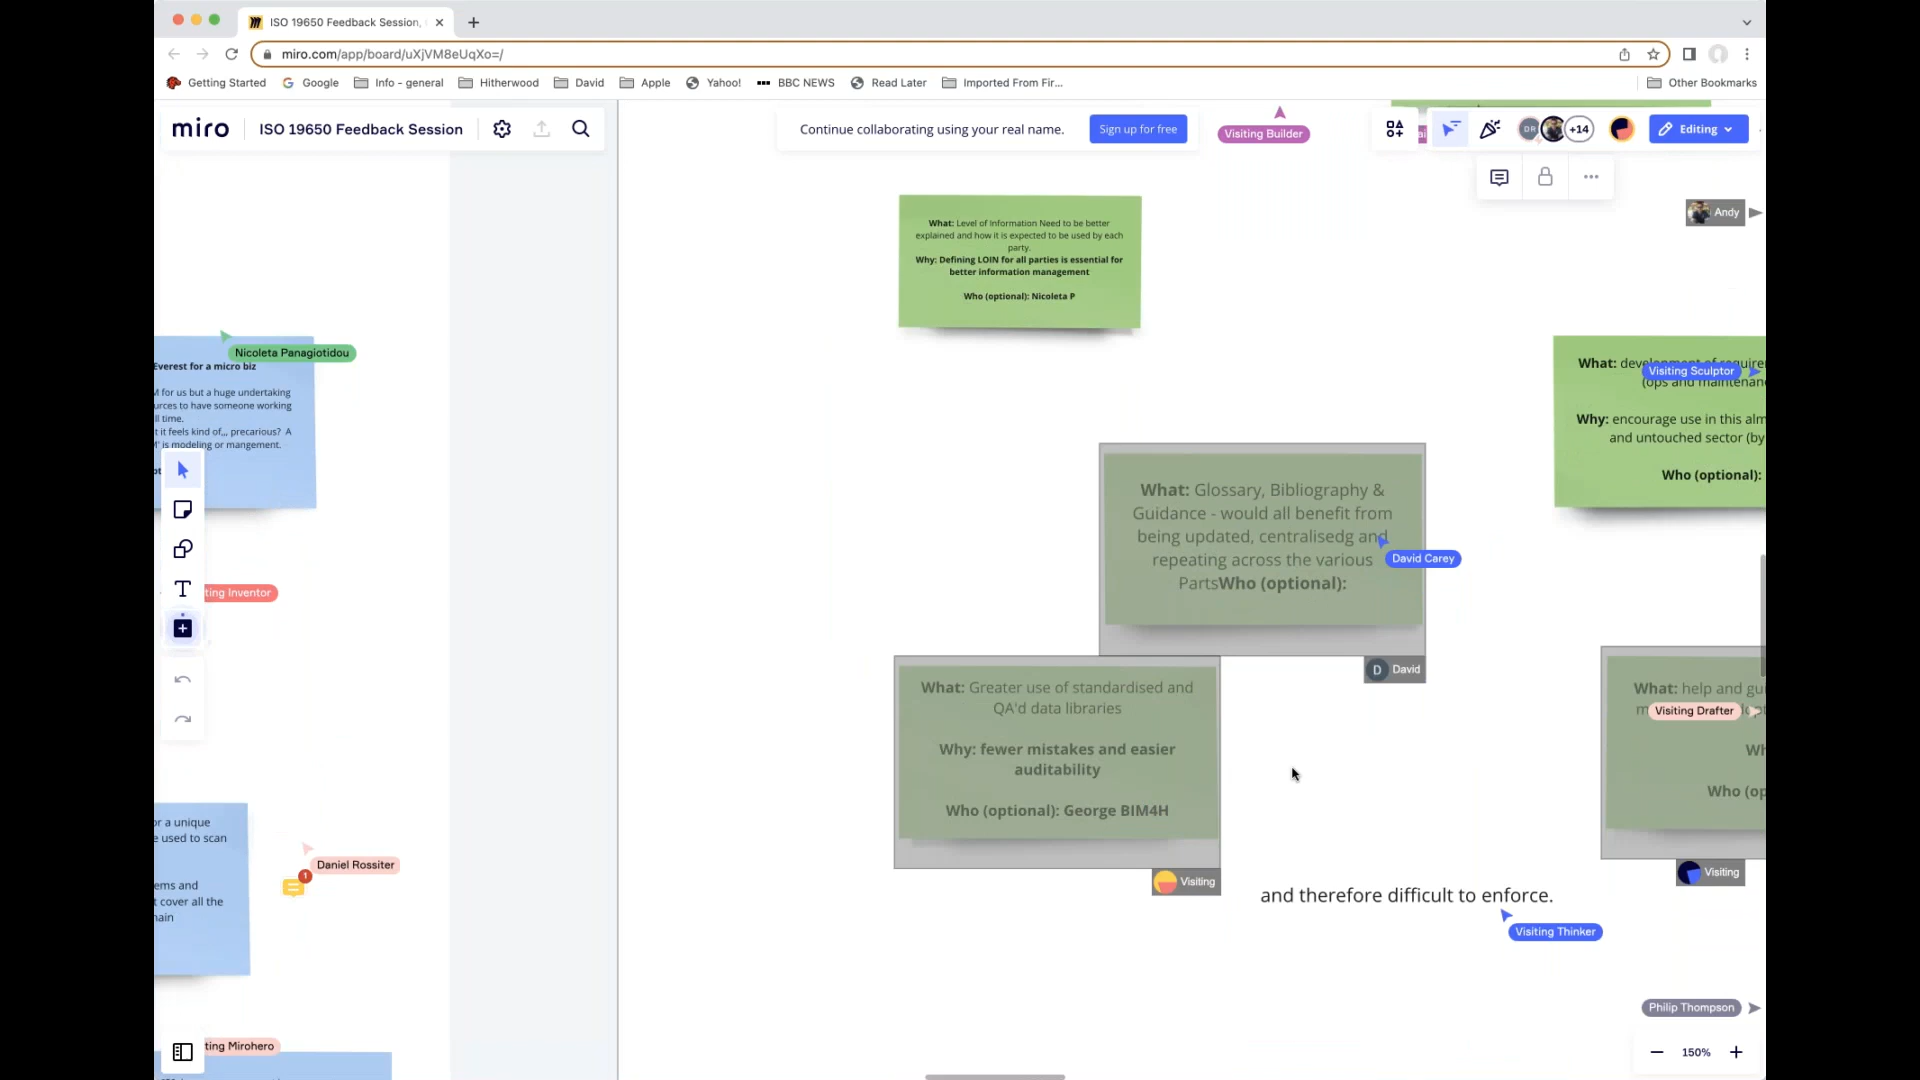 ISO 19650 Feedback Session,
miro.com/app/board/uXjVM8eUqXo=/
Getting Started
Google
Info - general
Hitherwood
David
Apple
Yahoo!
BBC NEWS
Read Later
Imported From Fir...
Other Bookmarks
miro
ISO 19650 Feedback Session
Continue collaborating using your real name.
Sign up for free
Visiting Builder
DR
+14
Editing
Andy
What: Level of Information Need to be better
explained and how it is expected to be used by each
party.
Why: Defining LOIN for all parties is essential for
better information management
Who (optional): Nicoleta P
Nicoleta Panagiotidou
Everest for a micro biz
M for us but a huge undertaking
urces to have someone working
ll time.
t it feels kind of,,, precarious? A
M' is modeling or mangement.
What: development of requirem
Visiting Sculptor
(ops and maintenan
Why: encourage use in this alm
and untouched sector (by
Who (optional):
What: Glossary, Bibliography &
Guidance - would all benefit from
being updated, centralisedg and
repeating across the various
PartsWho (optional):
David Carey
D David
ting Inventor
What: Greater use of standardised and
QA'd data libraries
Why: fewer mistakes and easier
auditability
Who (optional): George BIM4H
Visiting
What: help and gui
Visiting Drafter
Wh
Who (op
Visiting
or a unique
e used to scan
ems and
t cover all the
hain
Daniel Rossiter
1
and therefore difficult to enforce.
Visiting Thinker
Philip Thompson
ting Mirohero
150%